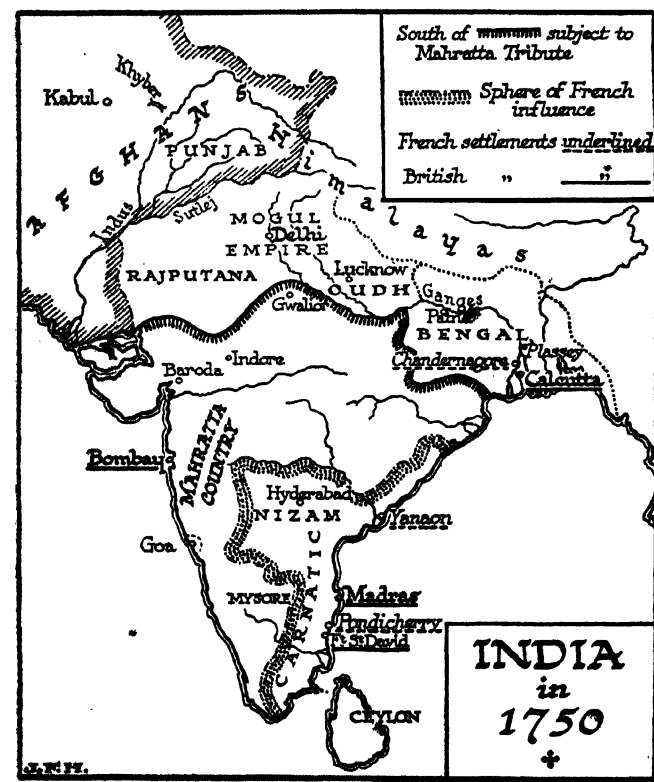 South of subject to
Mahratta Tribute
Sphere of French
influence
French settlements underlined
British " "
Kabul
Khyber
AFGHANS
PUNJAB
Himalayas
Indus
Sutlej
MOGUL
EMPIRE
Delhi
RAJPUTANA
Lucknow
OUDH
Ganges
Gwalior
Patna
BENGAL
Plassey
Chandernagore
Calcutta
Baroda
Indore
MAHRATTA
COUNTRY
Bombay
Hyderabad
NIZAM
Yanaon
Goa
CARNATIC
MYSORE
Madras
Pondicherry
Ft St David
CEYLON
INDIA
in
1750
J.F.H.